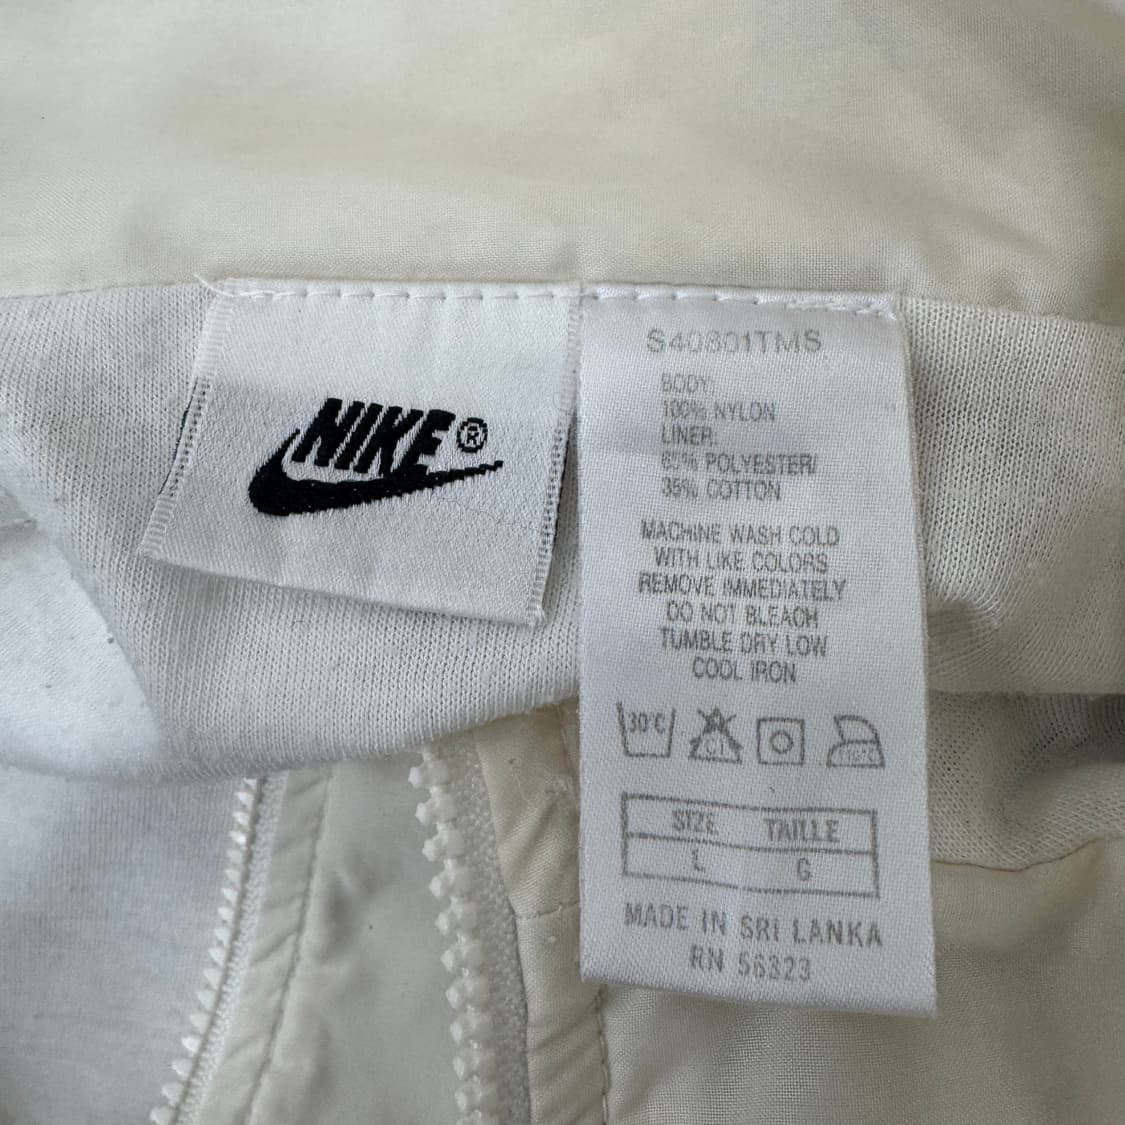 NIKE®
S40801TMS
BODY:
100% NYLON
LINER:
65% POLYESTER/
35% COTTON
MACHINE WASH COLD
WITH LIKE COLORS
REMOVE IMMEDIATELY
DO NOT BLEACH
TUMBLE DRY LOW
COOL IRON
30°C CL
SIZE TAILLE
L G
MADE IN SRI LANKA
RN 56323